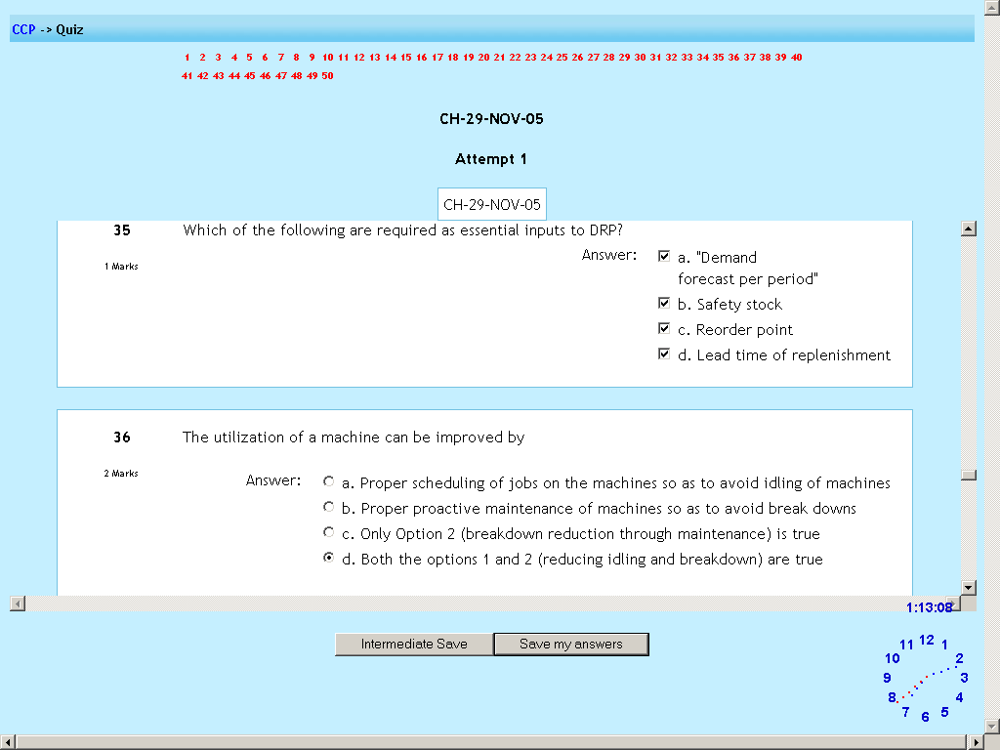 CCP -> Quiz
1 2 3 4 5 6 7 8 9 10 11 12 13 14 15 16 17 18 19 20 21 22 23 24 25 26 27 28 29 30 31 32 33 34 35 36 37 38 39 40
41 42 43 44 45 46 47 48 49 50
CH-29-NOV-05
Attempt 1
CH-29-NOV-05
35 Which of the following are required as essential inputs to DRP?
1 Marks
Answer: a. "Demand
forecast per period"
b. Safety stock
c. Reorder point
d. Lead time of replenishment
36 The utilization of a machine can be improved by
2 Marks
Answer: a. Proper scheduling of jobs on the machines so as to avoid idling of machines
b. Proper proactive maintenance of machines so as to avoid break downs
c. Only Option 2 (breakdown reduction through maintenance) is true
d. Both the options 1 and 2 (reducing idling and breakdown) are true
1:13:08
Intermediate Save Save my answers
12 1 2 3 4 5 6 7 8 9 10 11